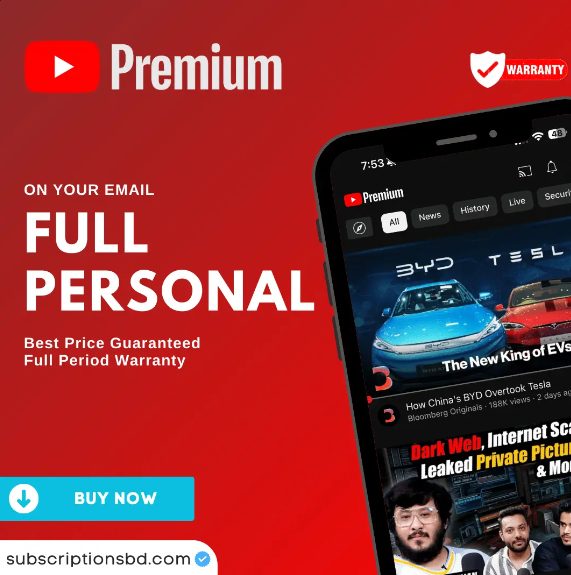 Premium
WARRANTY
ON YOUR EMAIL
FULL
PERSONAL
Best Price Guaranteed
Full Period Warranty
BUY NOW
subscriptionsbd.com
7:53
48
Premium
All News History Live Securi
BYD TESL
The New King of EVs
How China's BYD Overtook Tesla
Bloomberg Originals · 188K views · 2 days ag
Dark Web, Internet Sca
Leaked Private Pictur
& Mo